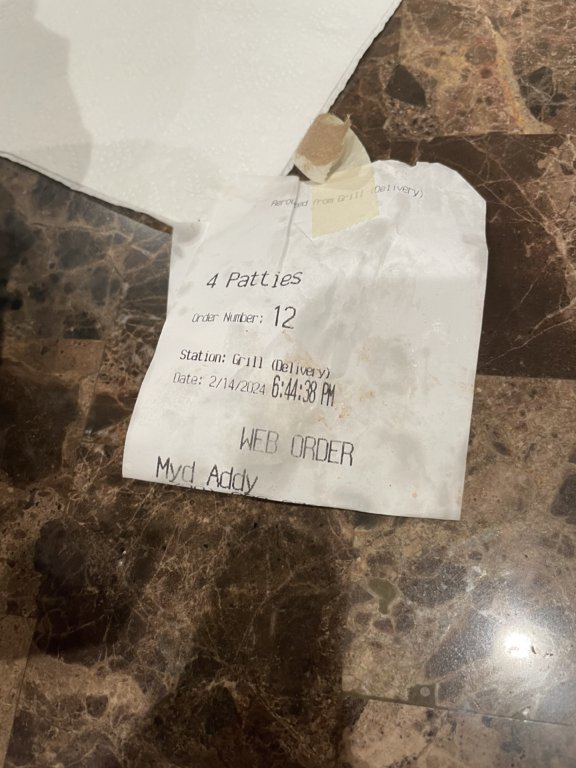 Rerouted from Grill (Delivery)
4 Patties
Order Number: 12
Station: Grill (Delivery)
Date: 2/14/2024 6:44:38 PM
WEB ORDER
Myd Addy